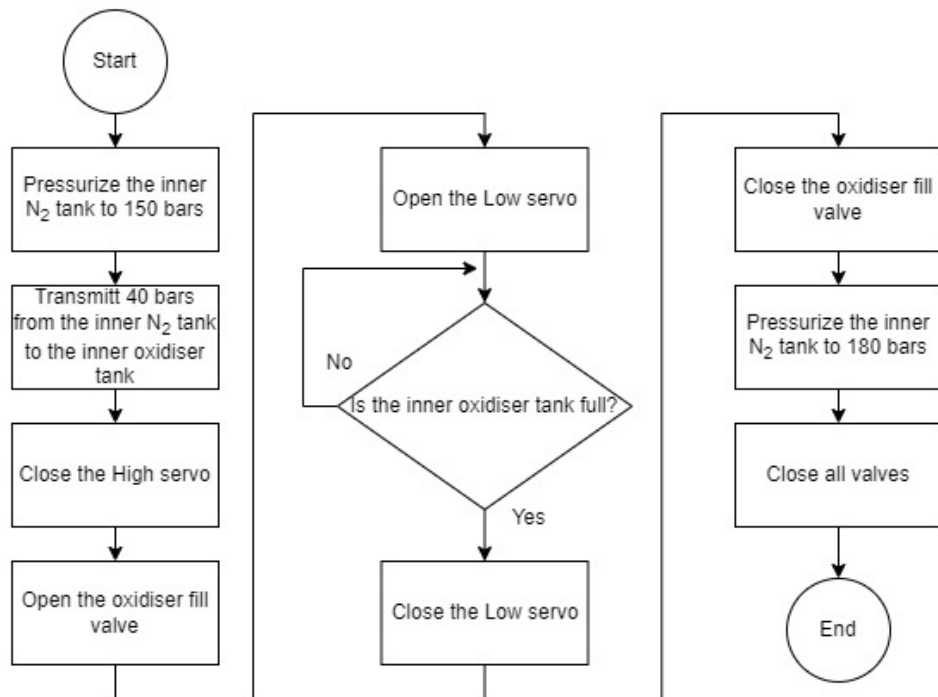 Start
Pressurize the inner
N₂ tank to 150 bars
Transmitt 40 bars
from the inner N₂ tank
to the inner oxidiser
tank
Close the High servo
Open the oxidiser fill
valve
Open the Low servo
No
Is the inner oxidiser tank full?
Yes
Close the Low servo
Close the oxidiser fill
valve
Pressurize the inner
N₂ tank to 180 bars
Close all valves
End